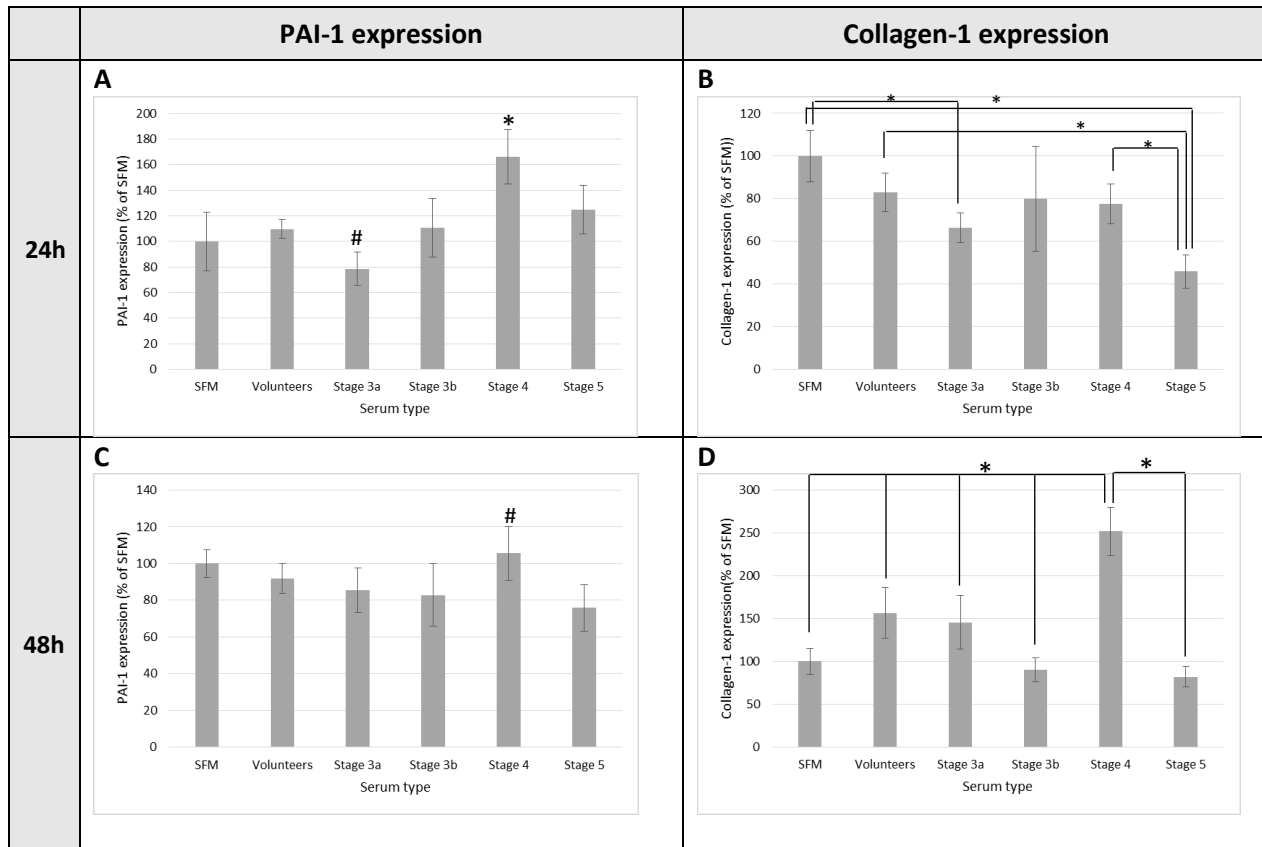 PAI-1 expression
Collagen-1 expression
24h
A
PAI-1 expression (% of SFM)
200
180
160
140
120
100
80
60
40
20
0
#
*
SFM Volunteers Stage 3a Stage 3b Stage 4 Stage 5
Serum type
B
Collagen-1 expression (% of SFM))
120
100
80
60
40
20
0
* *
*
*
SFM Volunteers Stage 3a Stage 3b Stage 4 Stage 5
Serum type
48h
C
PAI-1 expression (% of SFM)
140
120
100
80
60
40
20
0
#
SFM Volunteers Stage 3a Stage 3b Stage 4 Stage 5
Serum type
D
Collagen-1 expression(% of SFM)
300
250
200
150
100
50
0
* *
SFM Volunteers Stage 3a Stage 3b Stage 4 Stage 5
Serum type